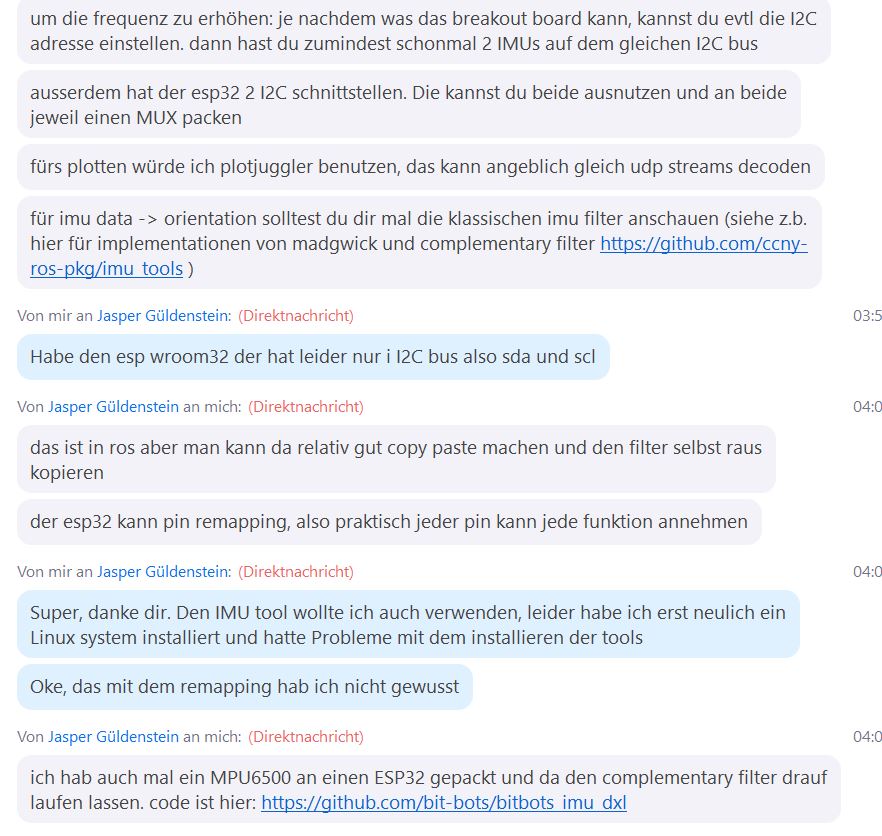 um die frequenz zu erhöhen: je nachdem was das breakout board kann, kannst du evtl die I2C
adresse einstellen. dann hast du zumindest schonmal 2 IMUs auf dem gleichen I2C bus
ausserdem hat der esp32 2 I2C schnittstellen. Die kannst du beide ausnutzen und an beide
jeweil einen MUX packen
fürs plotten würde ich plotjuggler benutzen, das kann angeblich gleich udp streams decoden
für imu data -> orientation solltest du dir mal die klassischen imu filter anschauen (siehe z.b.
hier für implementationen von madgwick und complementary filter https://github.com/ccny-
ros-pkg/imu_tools )
Von mir an Jasper Güldenstein: (Direktnachricht) 03:5
Habe den esp wroom32 der hat leider nur i I2C bus also sda und scl
Von Jasper Güldenstein an mich: (Direktnachricht) 04:0
das ist in ros aber man kann da relativ gut copy paste machen und den filter selbst raus
kopieren
der esp32 kann pin remapping, also praktisch jeder pin kann jede funktion annehmen
Von mir an Jasper Güldenstein: (Direktnachricht) 04:0
Super, danke dir. Den IMU tool wollte ich auch verwenden, leider habe ich erst neulich ein
Linux system installiert und hatte Probleme mit dem installieren der tools
Oke, das mit dem remapping hab ich nicht gewusst
Von Jasper Güldenstein an mich: (Direktnachricht) 04:0
ich hab auch mal ein MPU6500 an einen ESP32 gepackt und da den complementary filter drauf
laufen lassen. code ist hier: https://github.com/bit-bots/bitbots_imu_dxl